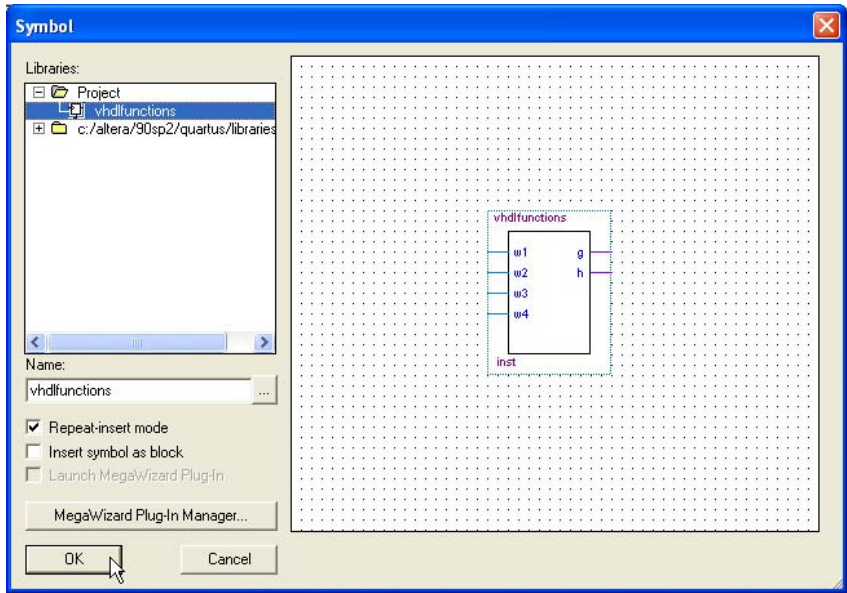 Symbol
Libraries:
Project
vhdlfunctions
c:/altera/90sp2/quartus/libraries
Name:
vhdlfunctions
...
Repeat-insert mode
Insert symbol as block
Launch MegaWizard Plug-In
MegaWizard Plug-In Manager...
OK
Cancel
vhdlfunctions
w1 g
w2 h
w3
w4
inst